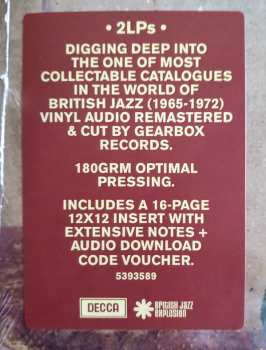 • 2LPs •
DIGGING DEEP INTO
THE ONE OF MOST
COLLECTABLE CATALOGUES
IN THE WORLD OF
BRITISH JAZZ (1965-1972)
VINYL AUDIO REMASTERED
& CUT BY GEARBOX
RECORDS.
180GRM OPTIMAL
PRESSING.
INCLUDES A 16-PAGE
12X12 INSERT WITH
EXTENSIVE NOTES +
AUDIO DOWNLOAD
CODE VOUCHER.
5393589
DECCA
BRITISH JAZZ
EXPLOSION